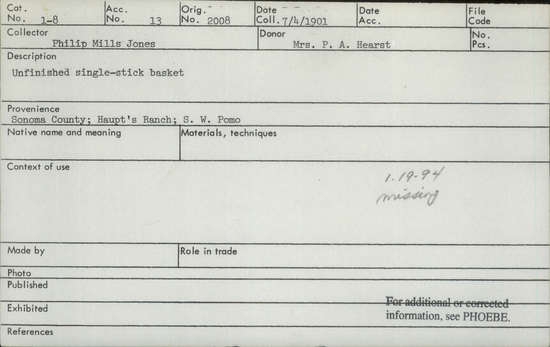 Cat. No. 1-8 Acc. No. 13 Orig. No. 2008 Date Coll. 7/4/1901 Date Acc. File Code
Collector Philip Mills Jones Donor Mrs. P. A. Hearst No. Pcs.
Description
Unfinished single-stick basket
Provenience
Sonoma County; Haupt's Ranch; S. W. Pomo
Native name and meaning Materials, techniques
Context of use
1.19-94
missing
Made by Role in trade
Photo
Published
Exhibited
For additional or corrected
information, see PHOEBE.
References